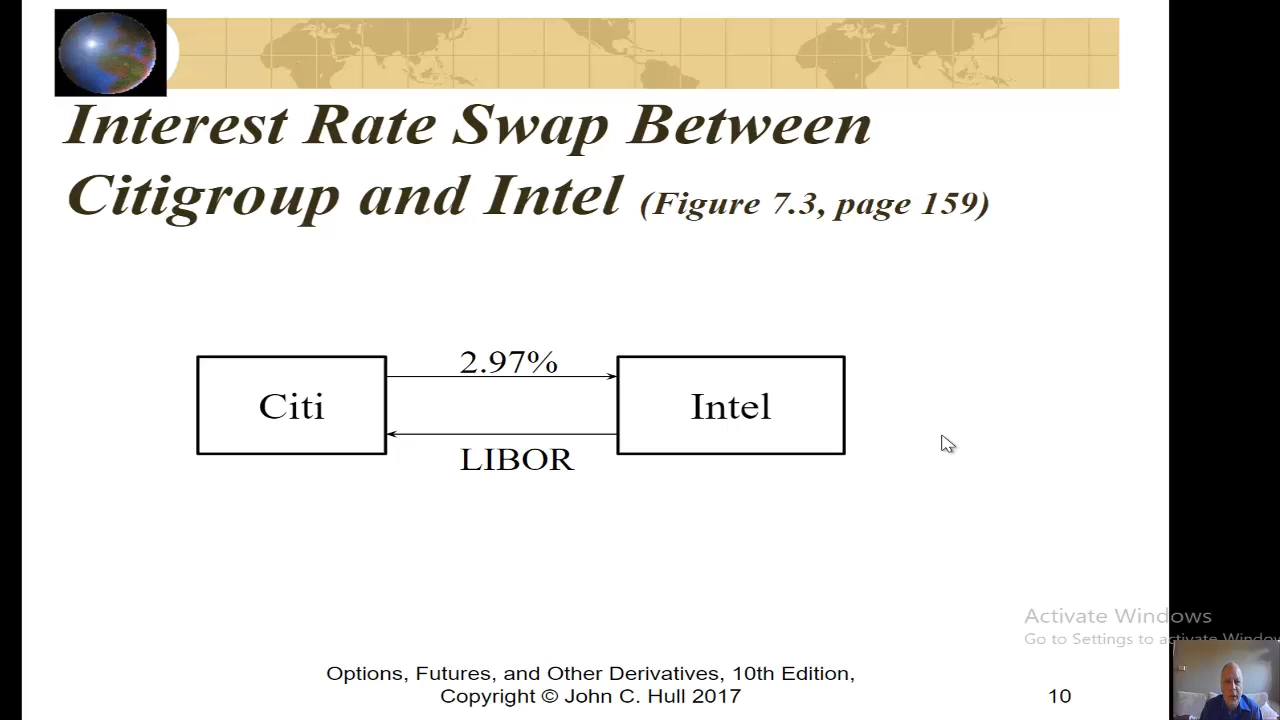 Interest Rate Swap Between
Citigroup and Intel (Figure 7.3, page 159)
2.97%
Citi
Intel
LIBOR
Activate Windows
Go to Settings to activate Window
Options, Futures, and Other Derivatives, 10th Edition,
Copyright © John C. Hull 2017
10